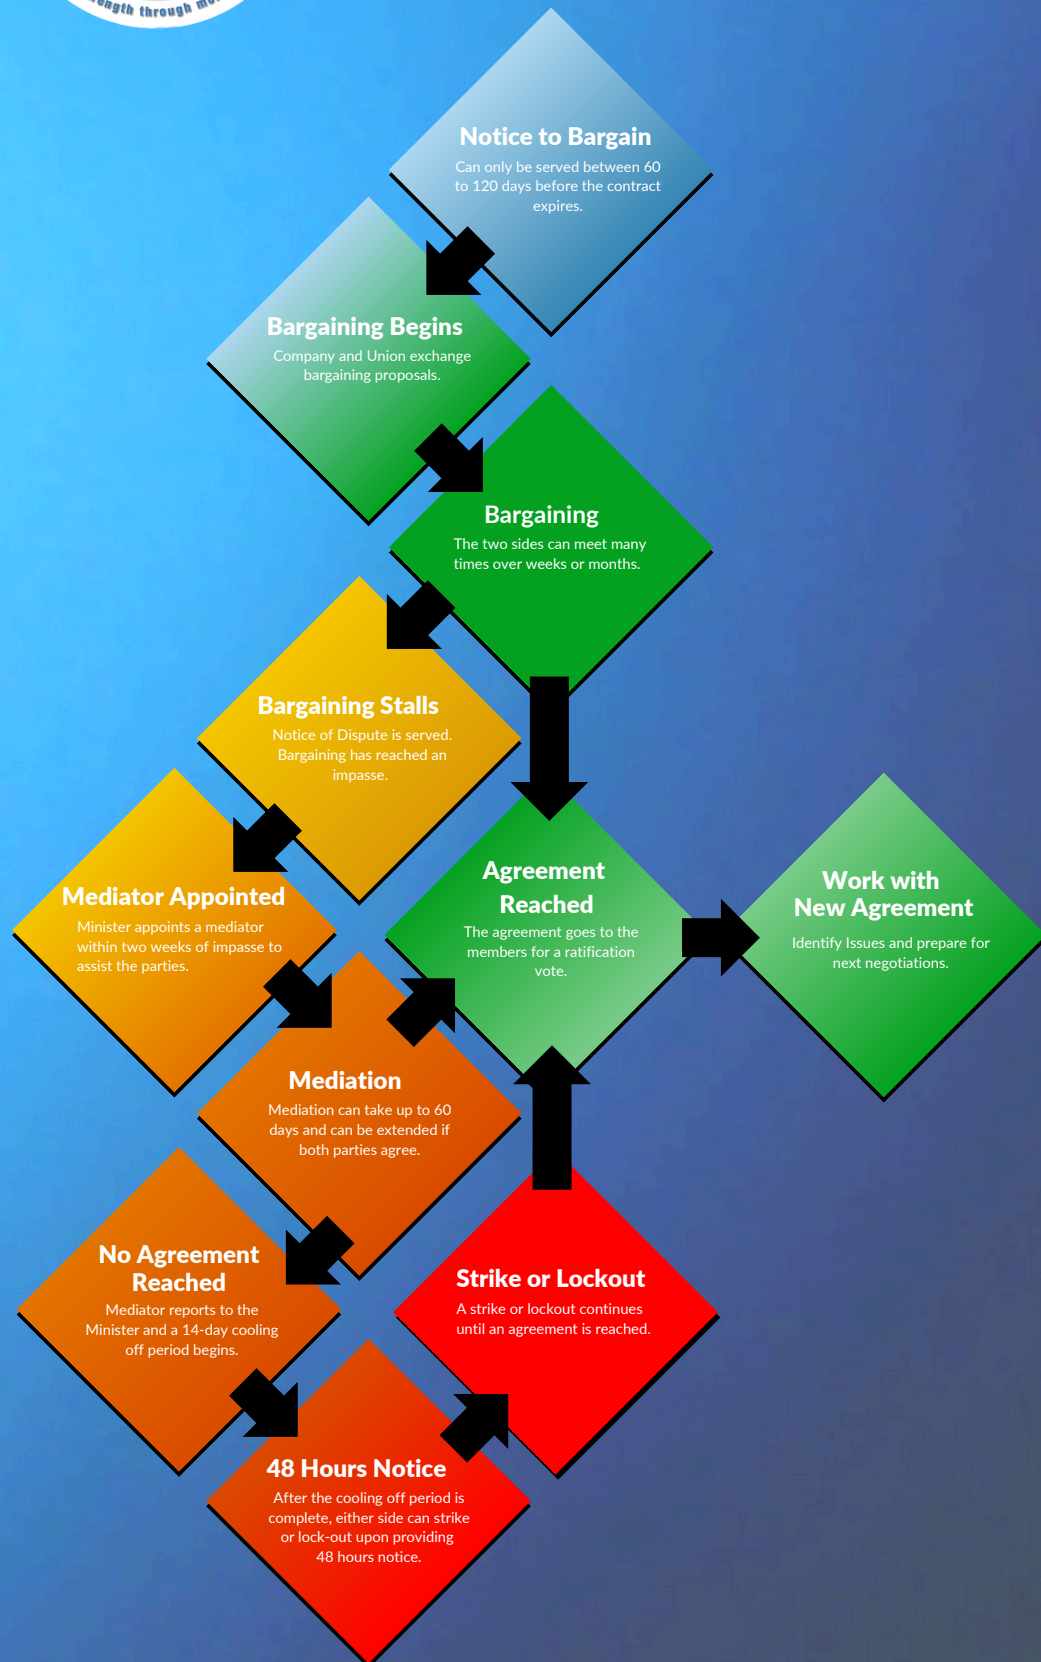 through
Notice to Bargain
Can only be served between 60
to 120 days before the contract
expires.
Bargaining Begins
Company and Union exchange
bargaining proposals.
Bargaining
The two sides can meet many
times over weeks or months.
Bargaining Stalls
Notice of Dispute is served.
Bargaining has reached an
impasse.
Mediator Appointed
Minister appoints a mediator
within two weeks of impasse to
assist the parties.
Agreement
Reached
The agreement goes to the
members for a ratification
vote.
Work with
New Agreement
Identify Issues and prepare for
next negotiations.
Mediation
Mediation can take up to 60
days and can be extended if
both parties agree.
No Agreement
Reached
Mediator reports to the
Minister and a 14-day cooling
off period begins.
Strike or Lockout
A strike or lockout continues
until an agreement is reached.
48 Hours Notice
After the cooling off period is
complete, either side can strike
or lock-out upon providing
48 hours notice.